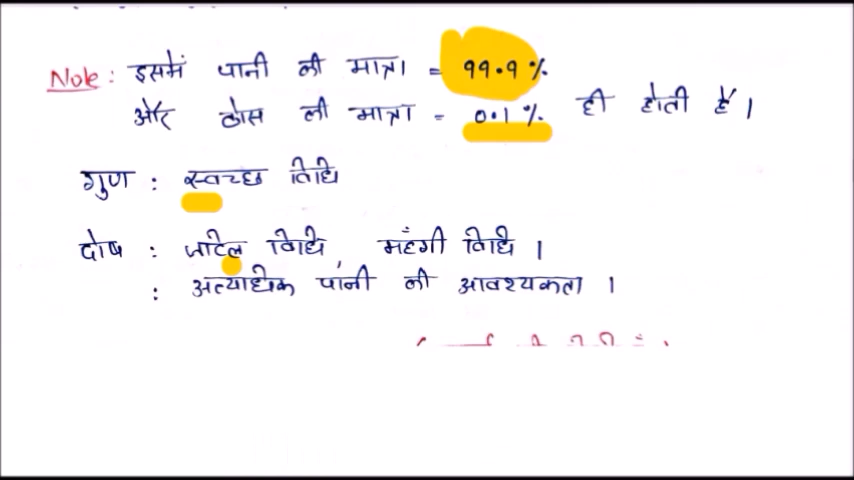 Note: इसमें पानी की मात्रा = 99.9%
और ठोस की मात्रा = 0.1% ही होती है।
गुण : स्वच्छ विधि
दोष : जटिल विधि, महँगी विधि।
: अत्याधिक पानी की आवश्यकता।